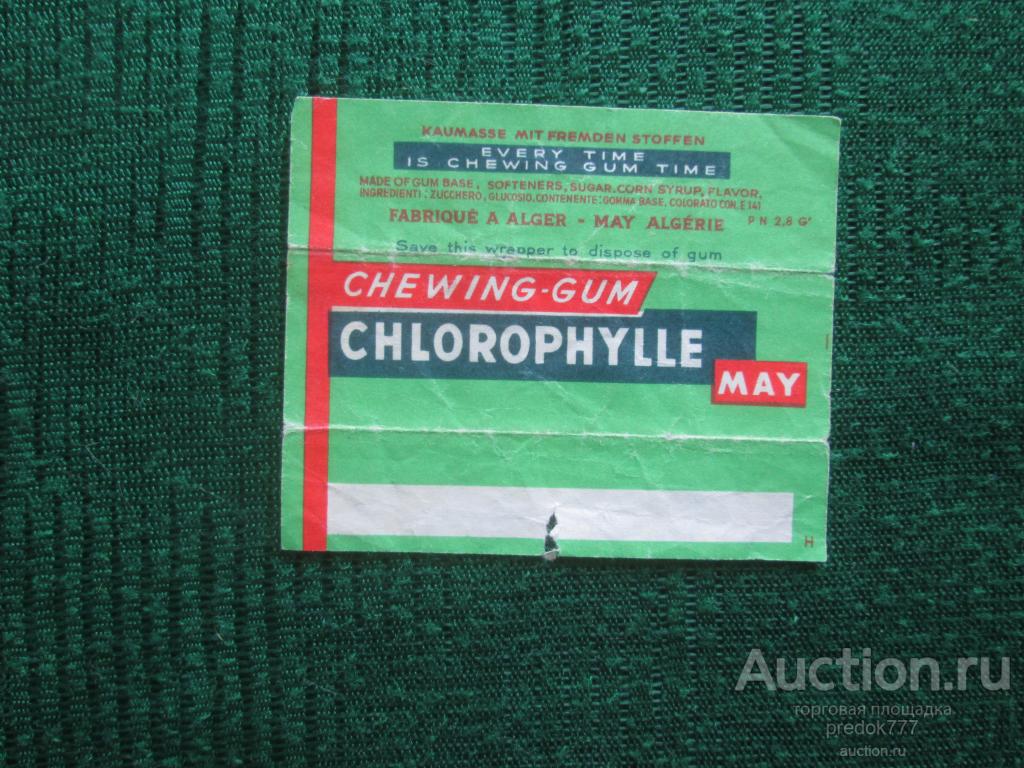 KAUMASSE MIT FREMDEN STOFFEN
EVERY TIME
IS CHEWING GUM TIME
MADE OF GUM BASE, SOFTENERS, SUGAR, CORN SYRUP, FLAVOR,
INGREDIENTI: ZUCCHERO, GLUCOSIO, CONTENENTE: GOMMA BASE, COLORATO CON E 141
FABRIQUÉ A ALGER - MAY ALGÉRIE P N 2,8 Gr
Save this wrapper to dispose of gum
CHEWING-GUM
CHLOROPHYLLE
MAY
H
Auction.ru
торговая площадка
predok777
auction.ru